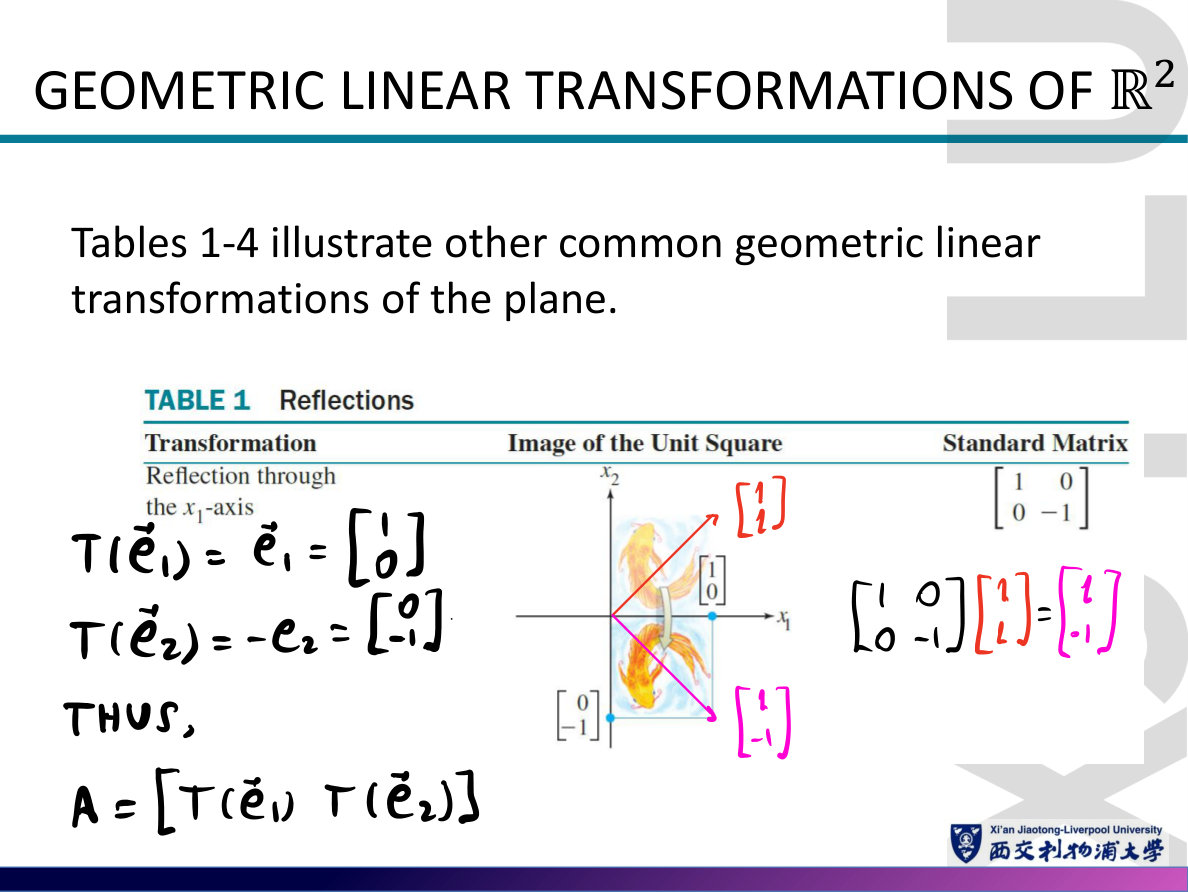 GEOMETRIC LINEAR TRANSFORMATIONS OF ℝ²
Tables 1-4 illustrate other common geometric linear
transformations of the plane.
TABLE 1 Reflections
Transformation Image of the Unit Square Standard Matrix
Reflection through
the x₁-axis
[1 0; 0 −1]
x₂
[1; 1]
[1; 0]
x₁
[0; −1]
[1; -1]
T(e⃗₁) = e⃗₁ = [1; 0]
T(e⃗₂) = -e₂ = [0; -1]
THUS,
A = [T(e⃗₁) T(e⃗₂)]
[1 0; 0 -1][1; 1] = [1; -1]
Xi'an Jiaotong-Liverpool University
西交利物浦大学